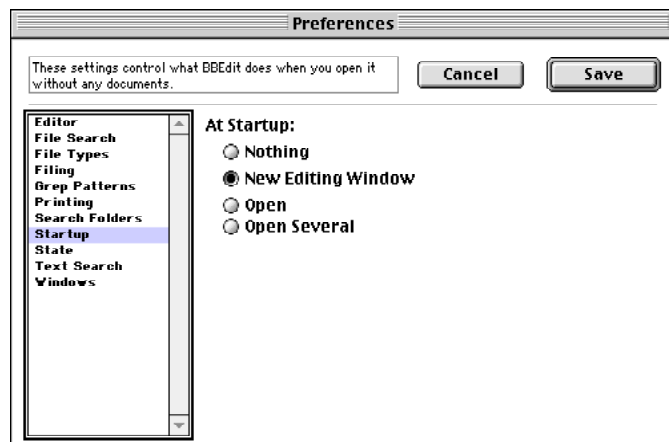 Preferences
These settings control what BBEdit does when you open it
without any documents.
Cancel
Save
Editor
File Search
File Types
Filing
Grep Patterns
Printing
Search Folders
Startup
State
Text Search
Windows
At Startup:
Nothing
New Editing Window
Open
Open Several